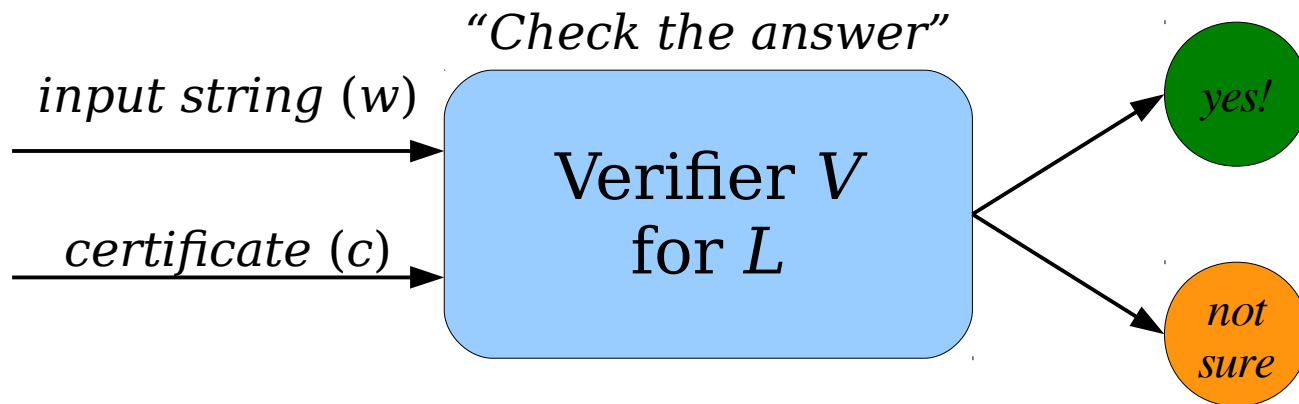 “Check the answer”
input string (w)
certificate (c)
Verifier V
for L
yes!
not
sure